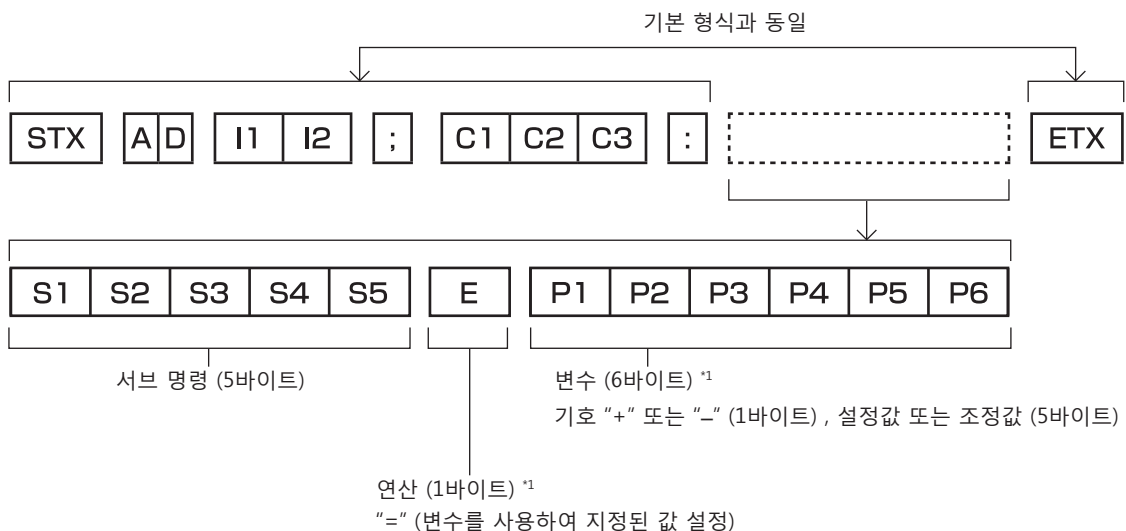 기본 형식과 동일
STX A D I1 I2 ; C1 C2 C3 : ETX
S1 S2 S3 S4 S5 E P1 P2 P3 P4 P5 P6
서브 명령 (5바이트)
변수 (6바이트) *1
기호 "+" 또는 "–" (1바이트) , 설정값 또는 조정값 (5바이트)
연산 (1바이트) *1
"=" (변수를 사용하여 지정된 값 설정)